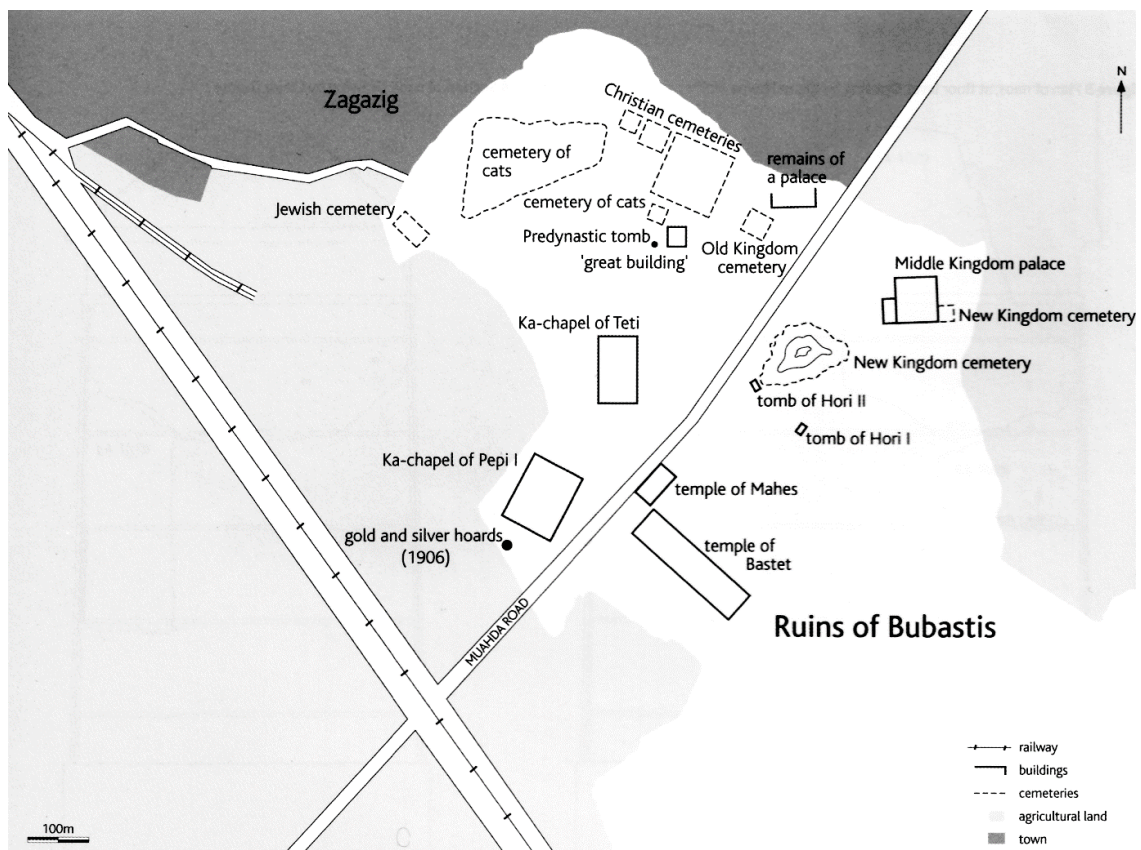 Zagazig
N
Christian cemeteries
cemetery of
cats
remains of
a palace
Jewish cemetery
cemetery of cats
Predynastic tomb
'great building'
Old Kingdom
cemetery
Middle Kingdom palace
New Kingdom cemetery
Ka-chapel of Teti
New Kingdom cemetery
tomb of Hori II
tomb of Hori I
Ka-chapel of Pepi I
temple of Mahes
gold and silver hoards
(1906)
temple of
Bastet
MUAHDA ROAD
Ruins of Bubastis
railway
buildings
cemeteries
agricultural land
town
100m